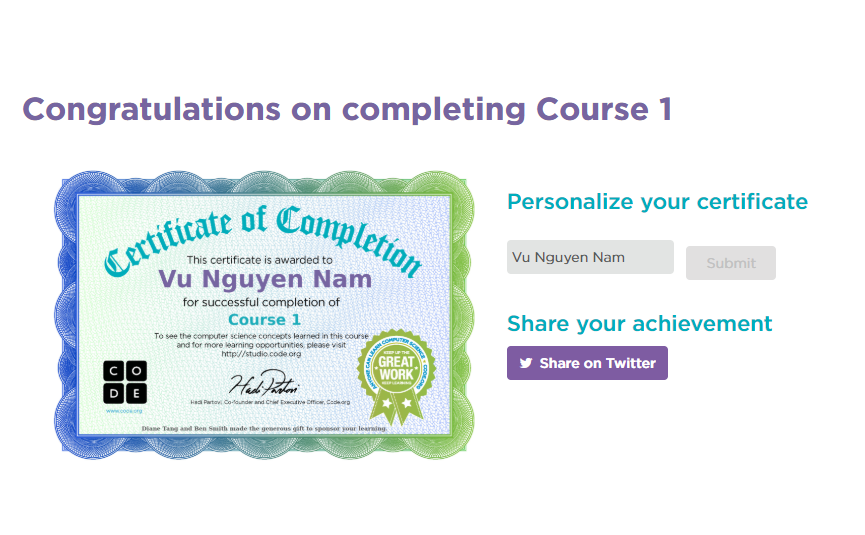 Congratulations on completing Course 1
Certificate of Completion
This certificate is awarded to
Vu Nguyen Nam
for successful completion of
Course 1
To see the computer science concepts learned in this course
and for more learning opportunities, please visit
http://studio.code.org
C O
D E
www.code.org
Hadi Partovi
Hadi Partovi, Co-founder and Chief Executive Officer, Code.org
ANYONE CAN LEARN COMPUTER SCIENCE • CODE.ORG
KEEP UP THE
GREAT
WORK
KEEP LEARNING
Diane Tang and Ben Smith made the generous gift to sponsor your learning.
Personalize your certificate
Vu Nguyen Nam
Submit
Share your achievement
Share on Twitter